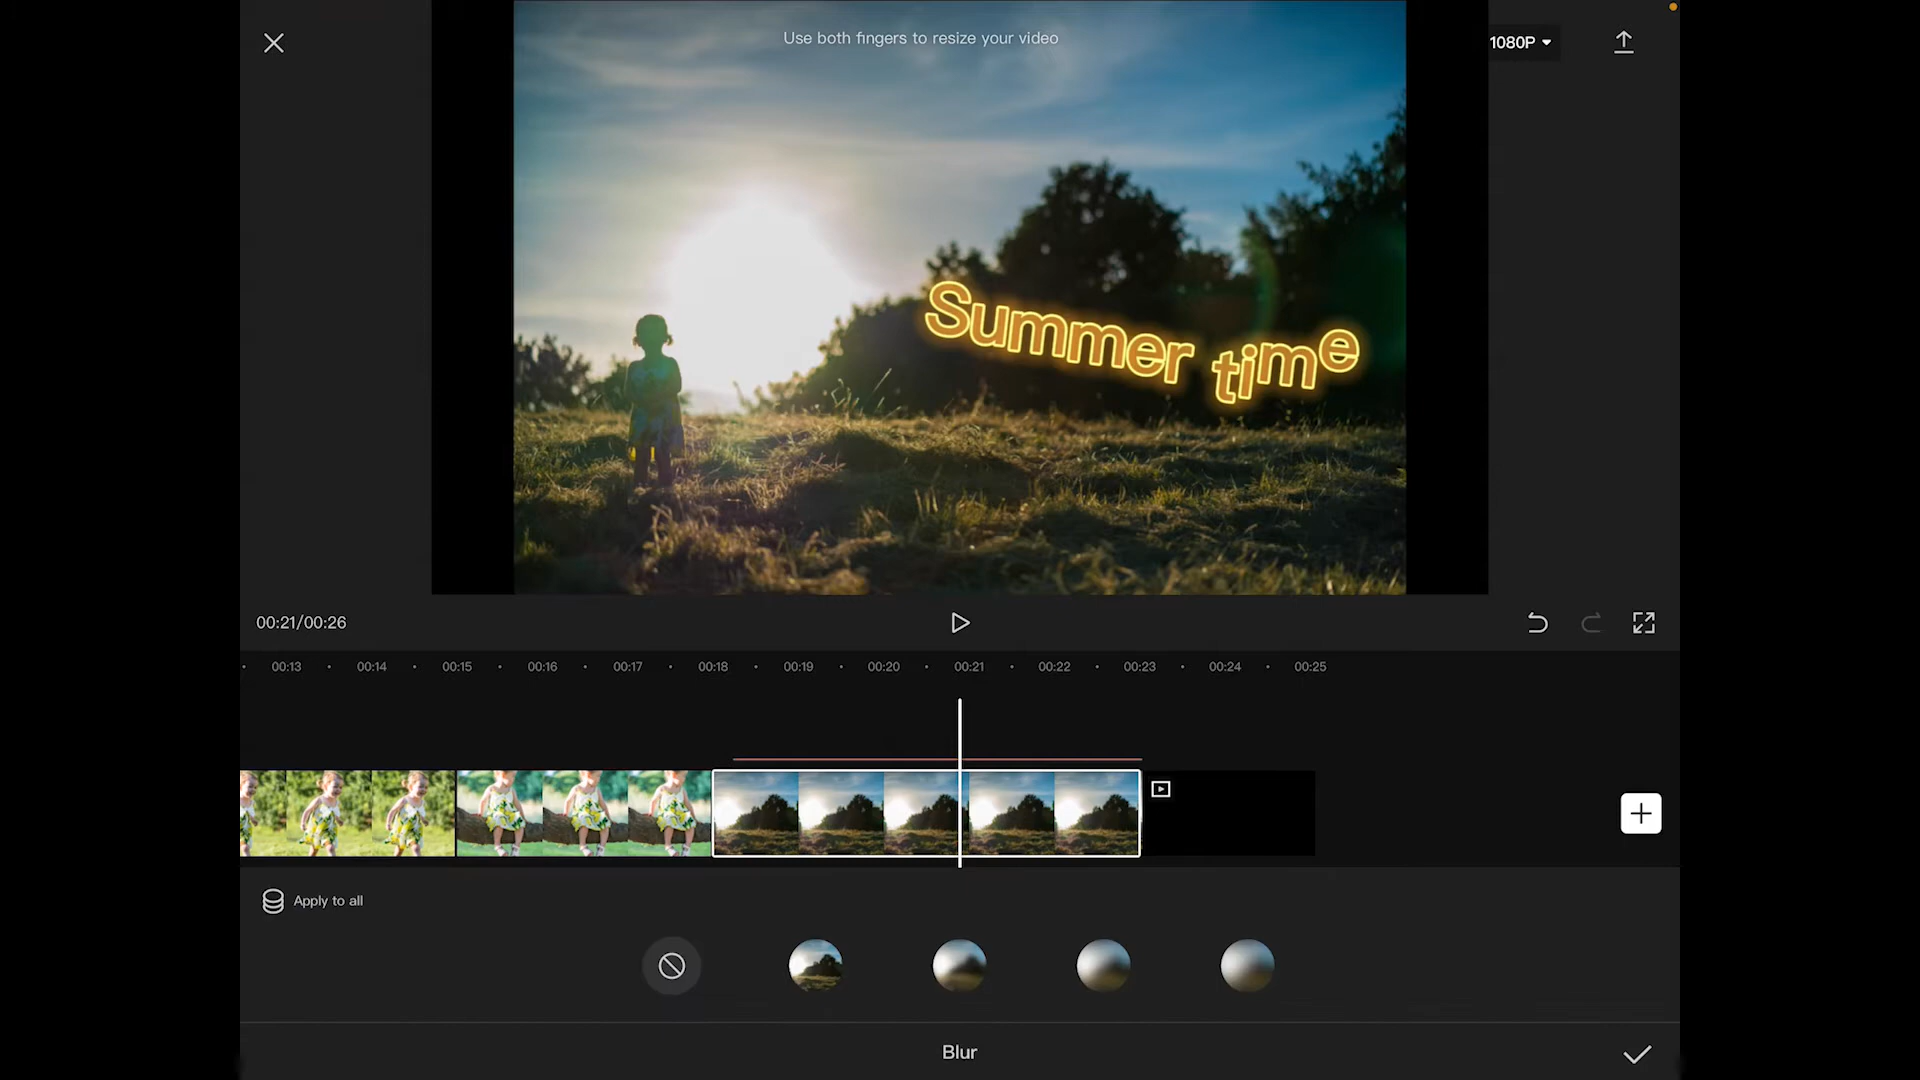 Use both fingers to resize your video
1080P
Summer time
00:21/00:26
00:13 00:14 00:15 00:16 00:17 00:18 00:19 00:20 00:21 00:22 00:23 00:24 00:25
Apply to all
Blur